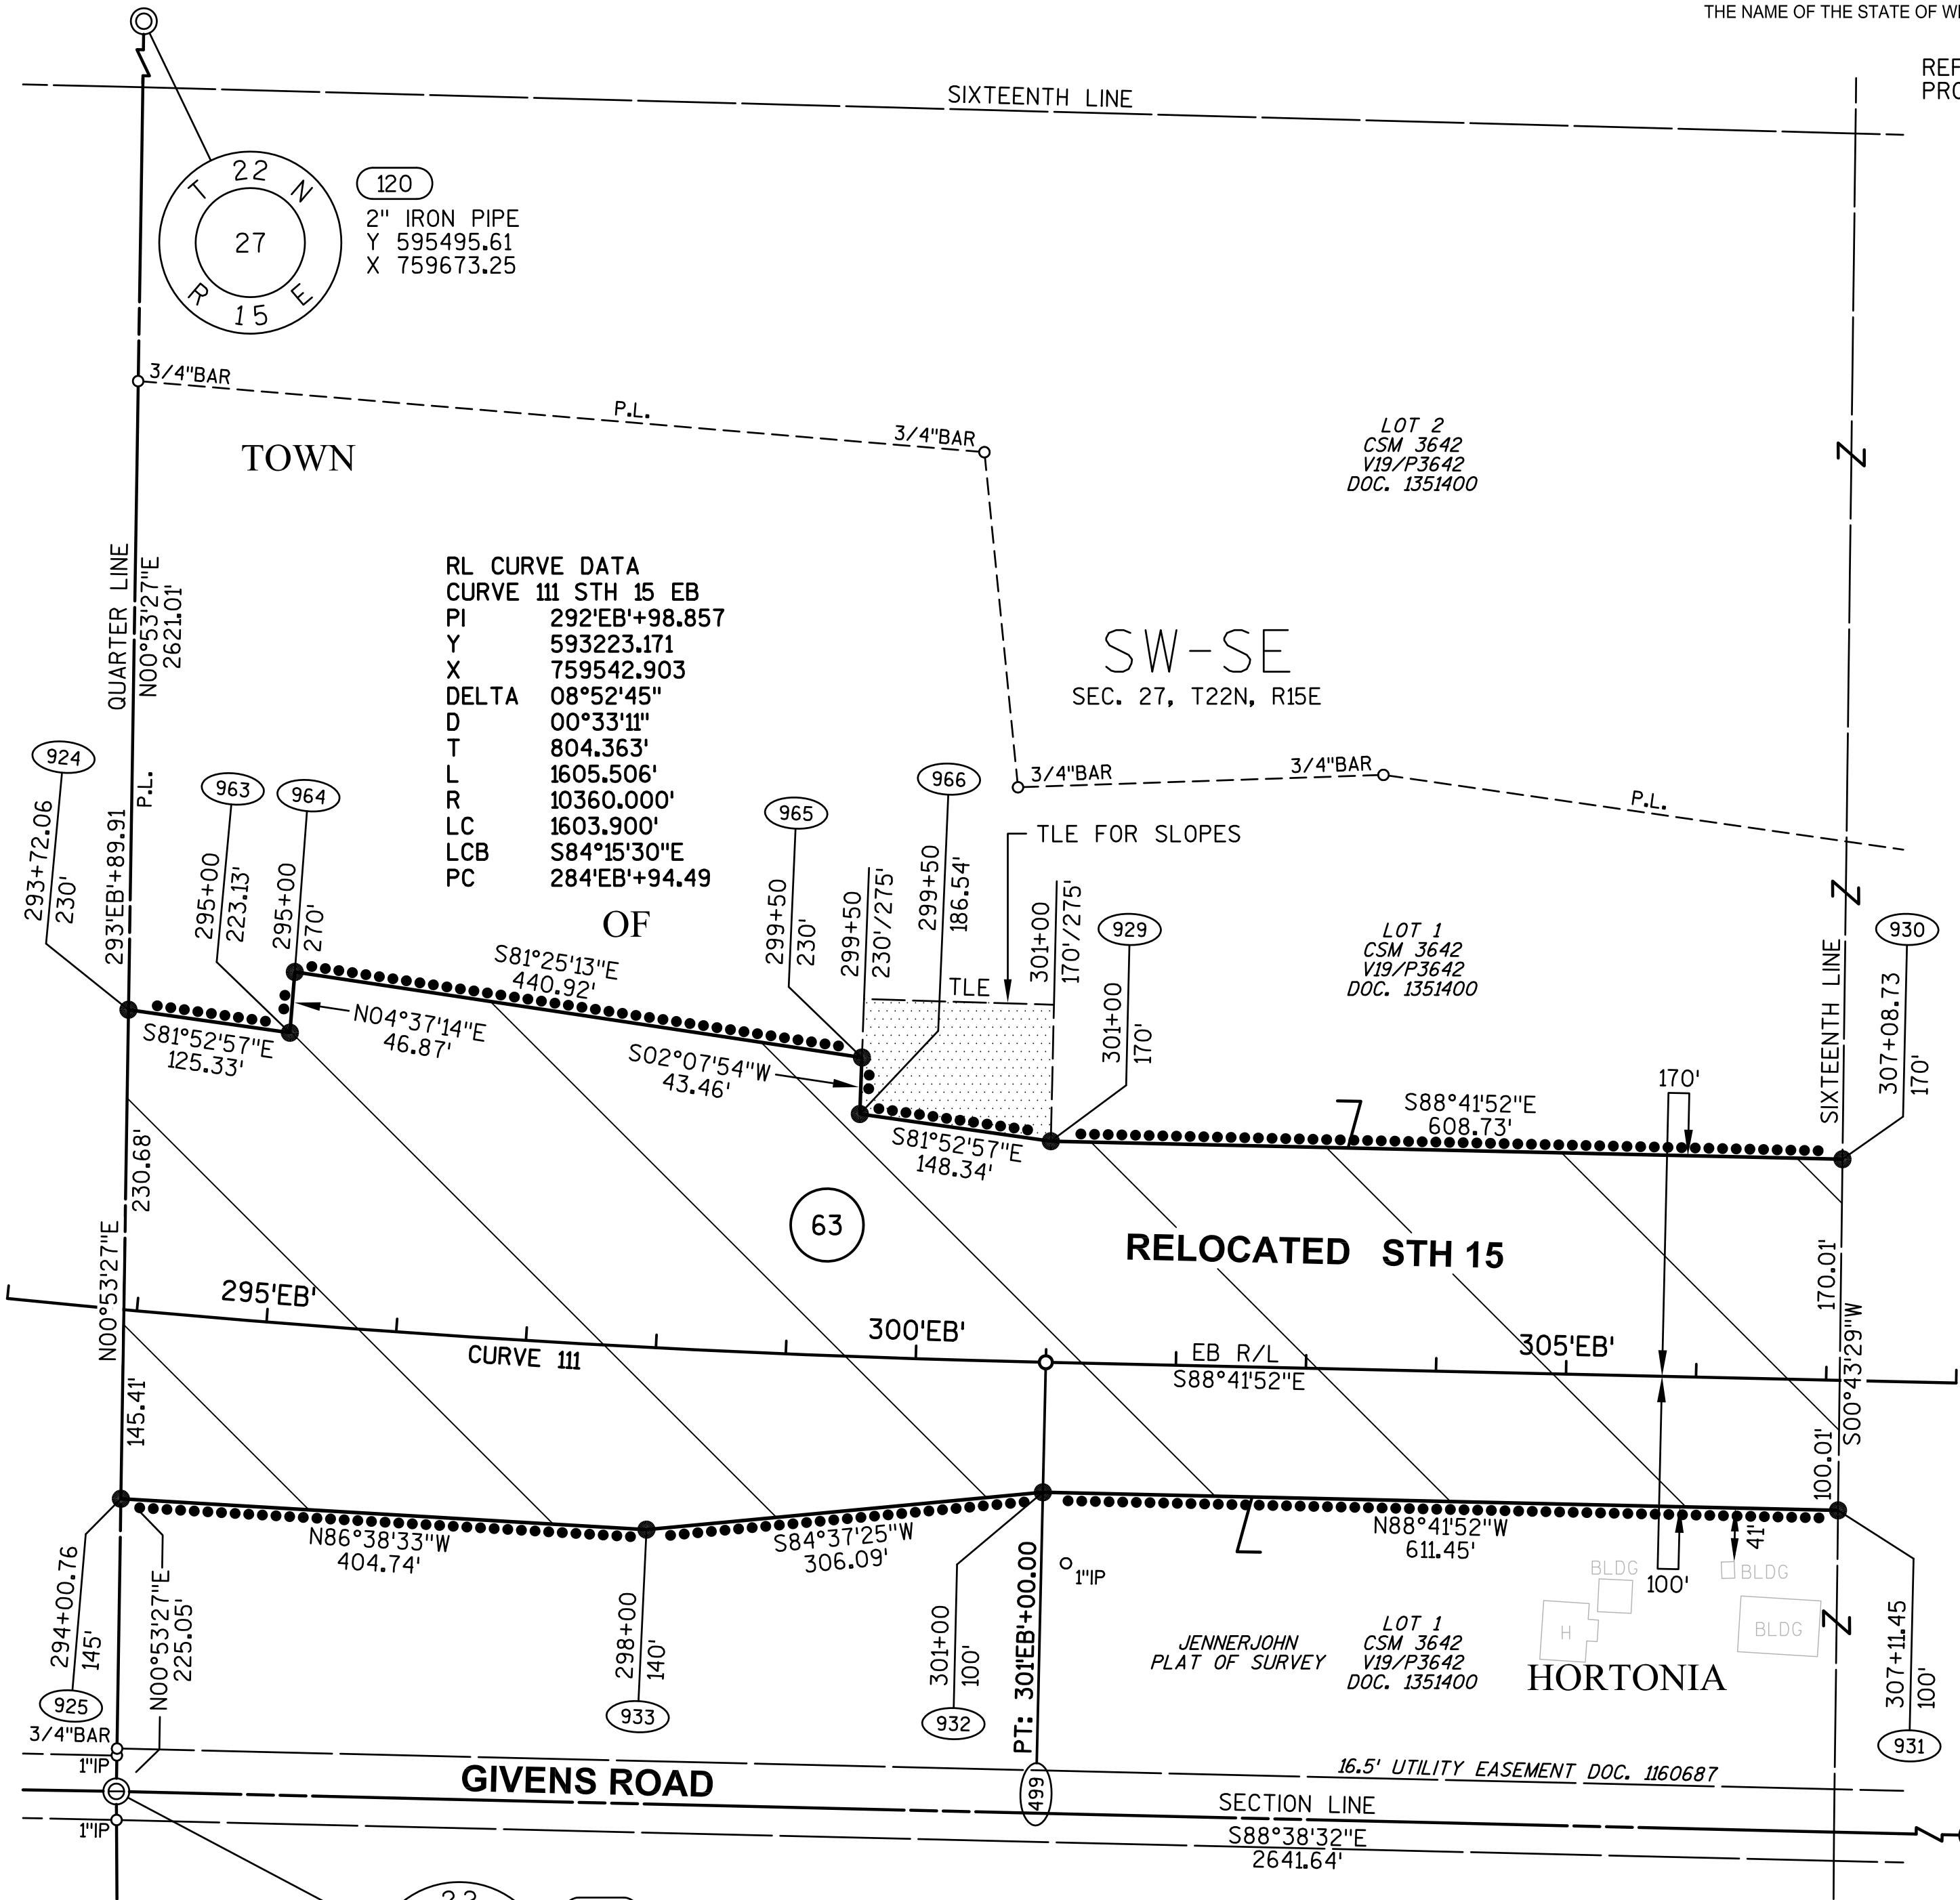 THE NAME OF THE STATE OF
REF
PRO
SIXTEENTH LINE
T 22 N
27
R 15 E
120
2" IRON PIPE
Y 595495.61
X 759673.25
3/4"BAR
P.L.
3/4"BAR
TOWN
LOT 2
CSM 3642
V19/P3642
DOC. 1351400
QUARTER LINE
N00°53'27"E
2621.01'
RL CURVE DATA
CURVE 111 STH 15 EB
PI 292'EB'+98.857
Y 593223.171
X 759542.903
DELTA 08°52'45"
D 00°33'11"
T 804.363'
L 1605.506'
R 10360.000'
LC 1603.900'
LCB S84°15'30"E
PC 284'EB'+94.49
SW-SE
SEC. 27, T22N, R15E
3/4"BAR
3/4"BAR
P.L.
924
293+72.06
230'
293'EB'+89.91
P.L.
963
295+00
223.13'
964
295+00
270'
965
299+50
230'
299+50
230'/275'
966
299+50
186.54'
TLE FOR SLOPES
301+00
170'/275'
929
301+00
170'
LOT 1
CSM 3642
V19/P3642
DOC. 1351400
SIXTEENTH LINE
930
307+08.73
170'
OF
S81°25'13"E
440.92'
TLE
S81°52'57"E
125.33'
N04°37'14"E
46.87'
S02°07'54"W
43.46'
S81°52'57"E
148.34'
S88°41'52"E
608.73'
170'
230.68'
63
RELOCATED STH 15
170.01'
N00°53'27"E
295'EB'
CURVE 111
300'EB'
EB R/L
S88°41'52"E
305'EB'
S00°43'29"W
145.41'
100.01'
N86°38'33"W
404.74'
S84°37'25"W
306.09'
N88°41'52"W
611.45'
41'
100'
BLDG
BLDG
H
BLDG
1"IP
294+00.76
145'
925
N00°53'27"E
225.05'
298+00
140'
933
301+00
100'
932
PT: 301'EB'+00.00
499
JENNERJOHN
PLAT OF SURVEY
LOT 1
CSM 3642
V19/P3642
DOC. 1351400
HORTONIA
307+11.45
100'
931
3/4"BAR
1"IP
GIVENS ROAD
16.5' UTILITY EASEMENT DOC. 1160687
SECTION LINE
1"IP
S88°38'32"E
2641.64'
22